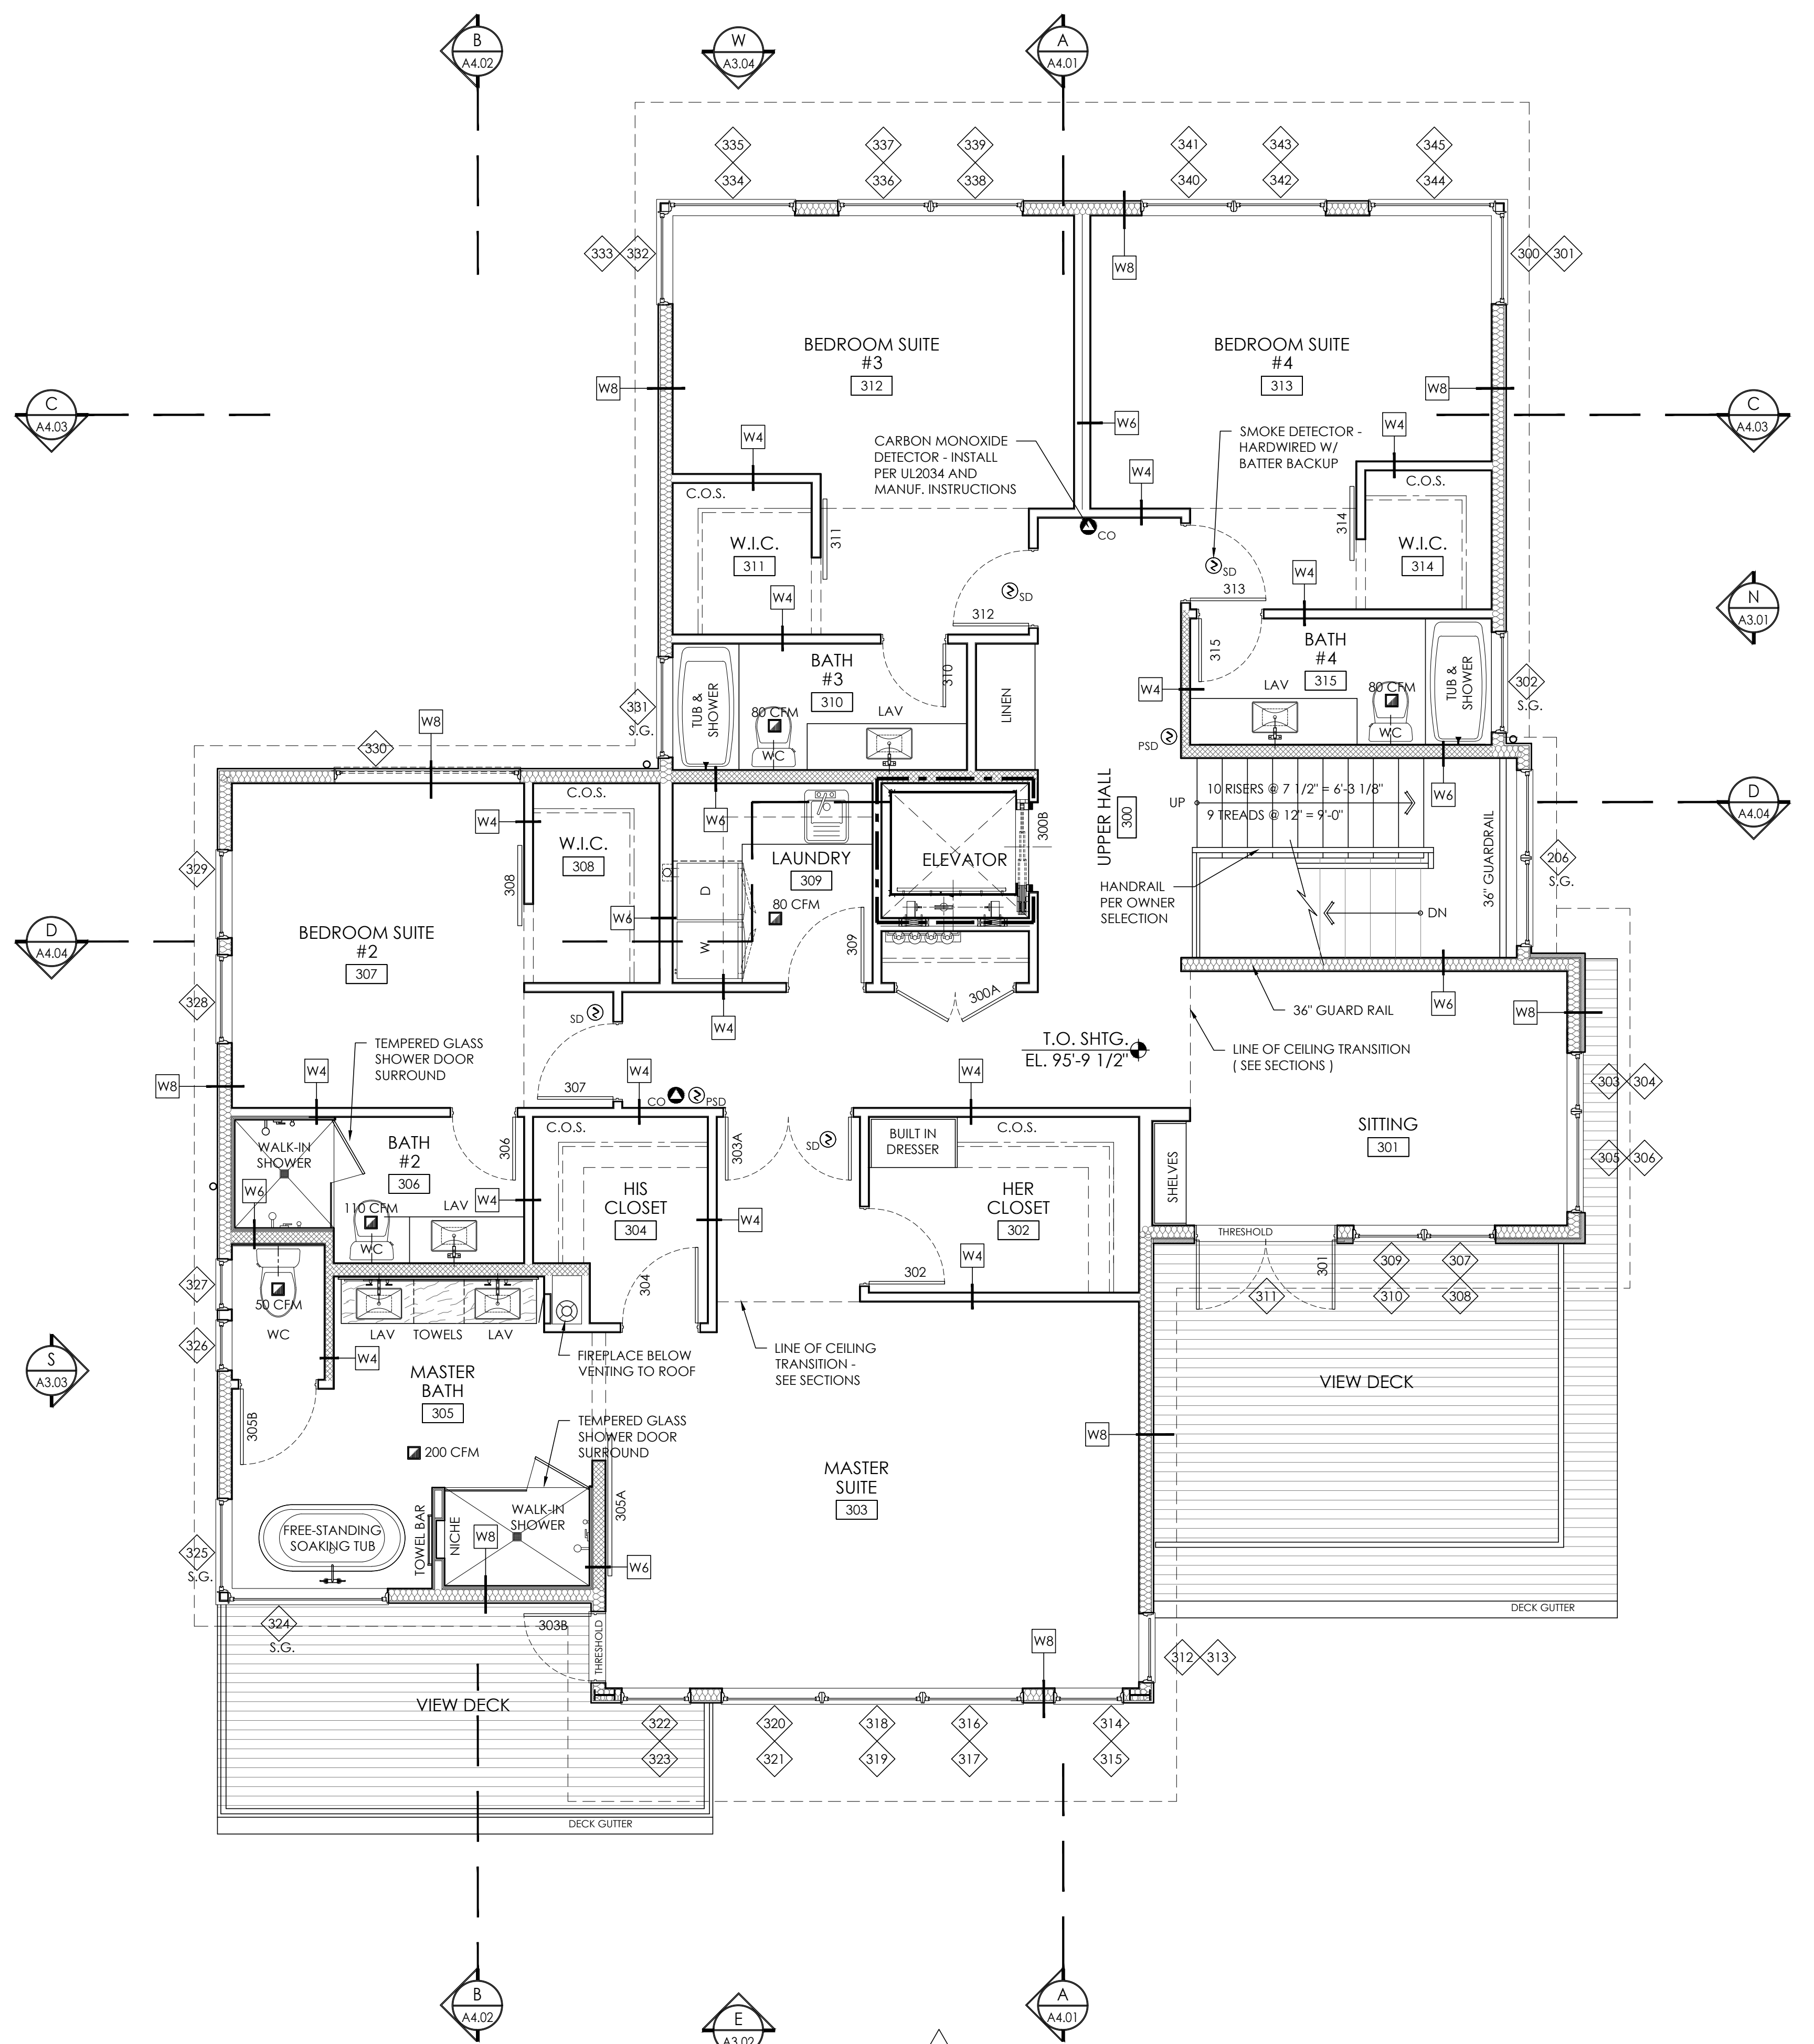 B
A4.02
W
A3.04
A
A4.01
335
337
339
341
343
345
334
336
338
340
342
344
333
332
W8
300
301
BEDROOM SUITE
#3
312
BEDROOM SUITE
#4
313
W8
W8
C
A4.03
C
A4.03
W6
W4
W4
CARBON MONOXIDE
DETECTOR - INSTALL
PER UL2034 AND
MANUF. INSTRUCTIONS
SMOKE DETECTOR -
HARDWIRED W/
BATTER BACKUP
W4
C.O.S.
C.O.S.
311
314
CO
W.I.C.
311
W.I.C.
314
SD
SD
W4
W4
313
312
N
A3.01
BATH
#3
310
310
315
BATH
#4
315
TUB &
SHOWER
LINEN
TUB &
SHOWER
W4
LAV
80 CFM
302
S.G.
80 CFM
LAV
331
S.G.
WC
WC
W8
330
PSD
C.O.S.
W6
UPPER HALL
300
300B
10 RISERS @ 7 1/2" = 6'-3 1/8"
UP
9 TREADS @ 12" = 9'-0"
W6
D
A4.04
36" GUARDRAIL
W4
W.I.C.
308
308
LAUNDRY
309
ELEVATOR
329
206
S.G.
D
80 CFM
HANDRAIL
PER OWNER
SELECTION
DN
W6
W
309
BEDROOM SUITE
#2
307
D
A4.04
328
300A
W6
W8
36" GUARD RAIL
SD
W4
TEMPERED GLASS
SHOWER DOOR
SURROUND
T.O. SHTG.
EL. 95'-9 1/2"
LINE OF CEILING TRANSITION
( SEE SECTIONS )
W8
W4
307
W4
W4
303
304
CO
PSD
SITTING
301
WALK-IN
SHOWER
306
BATH
#2
306
C.O.S.
303A
SD
BUILT IN
DRESSER
C.O.S.
305
306
W6
SHELVES
W4
HIS
CLOSET
304
HER
CLOSET
302
110 CFM
LAV
W4
WC
THRESHOLD
W4
302
304
301
309
307
327
50 CFM
311
310
308
WC
LAV
TOWELS
LAV
326
W4
S
A3.03
FIREPLACE BELOW
VENTING TO ROOF
LINE OF CEILING
TRANSITION -
SEE SECTIONS
MASTER
BATH
305
VIEW DECK
305B
TEMPERED GLASS
SHOWER DOOR
SURROUND
W8
200 CFM
MASTER
SUITE
303
305A
FREE-STANDING
SOAKING TUB
TOWEL BAR
NICHE
WALK-IN
SHOWER
W8
W6
325
S.G.
DECK GUTTER
324
S.G.
303B
THRESHOLD
W8
312
313
VIEW DECK
322
320
318
316
314
323
321
319
317
315
DECK GUTTER
B
A4.02
E
A3.02
A
A4.01